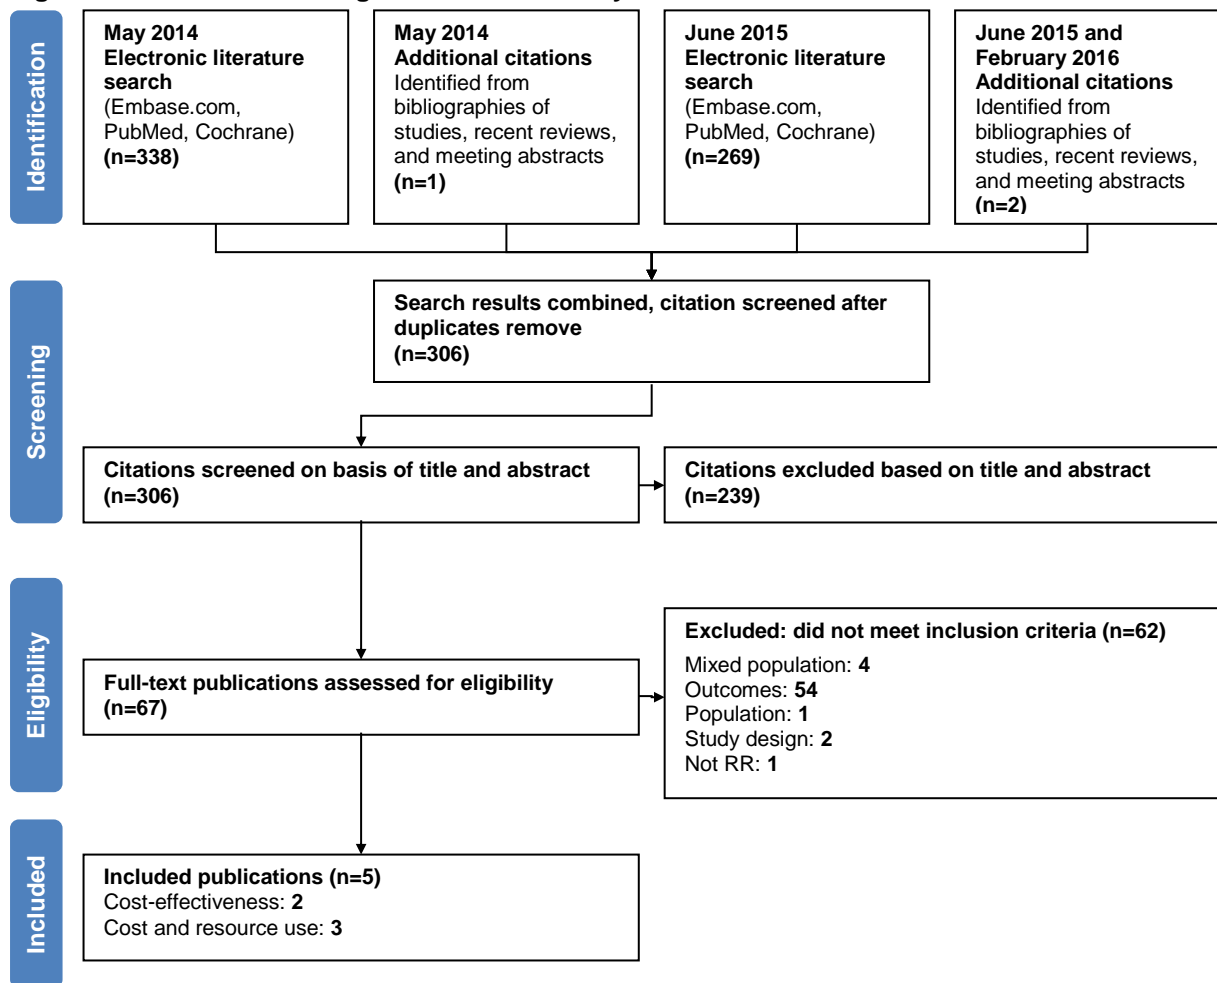 Identification
May 2014
Electronic literature
search
(Embase.com,
PubMed, Cochrane)
(n=338)
May 2014
Additional citations
Identified from
bibliographies of
studies, recent reviews,
and meeting abstracts
(n=1)
June 2015
Electronic literature
search
(Embase.com,
PubMed, Cochrane)
(n=269)
June 2015 and
February 2016
Additional citations
Identified from
bibliographies of
studies, recent reviews,
and meeting abstracts
(n=2)
Screening
Search results combined, citation screened after
duplicates remove
(n=306)
Citations screened on basis of title and abstract
(n=306)
Citations excluded based on title and abstract
(n=239)
Eligibility
Full-text publications assessed for eligibility
(n=67)
Excluded: did not meet inclusion criteria (n=62)
Mixed population: 4
Outcomes: 54
Population: 1
Study design: 2
Not RR: 1
Included
Included publications (n=5)
Cost-effectiveness: 2
Cost and resource use: 3